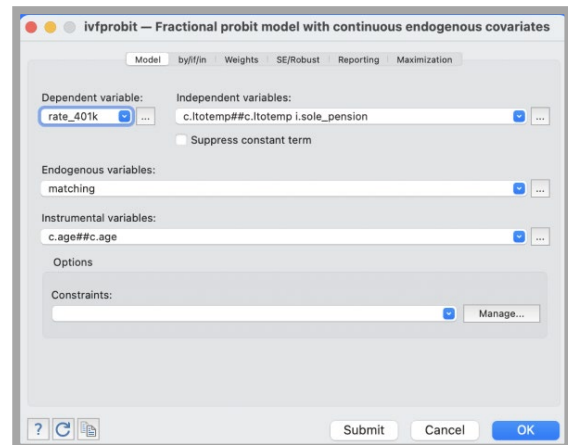 ivfprobit — Fractional probit model with continuous endogenous covariates
Model by/if/in Weights SE/Robust Reporting Maximization
Dependent variable: Independent variables:
rate_401k ... c.ltotemp##c.ltotemp i.sole_pension ...
Suppress constant term
Endogenous variables:
matching ...
Instrumental variables:
c.age##c.age ...
Options
Constraints:
Manage...
? Submit Cancel OK